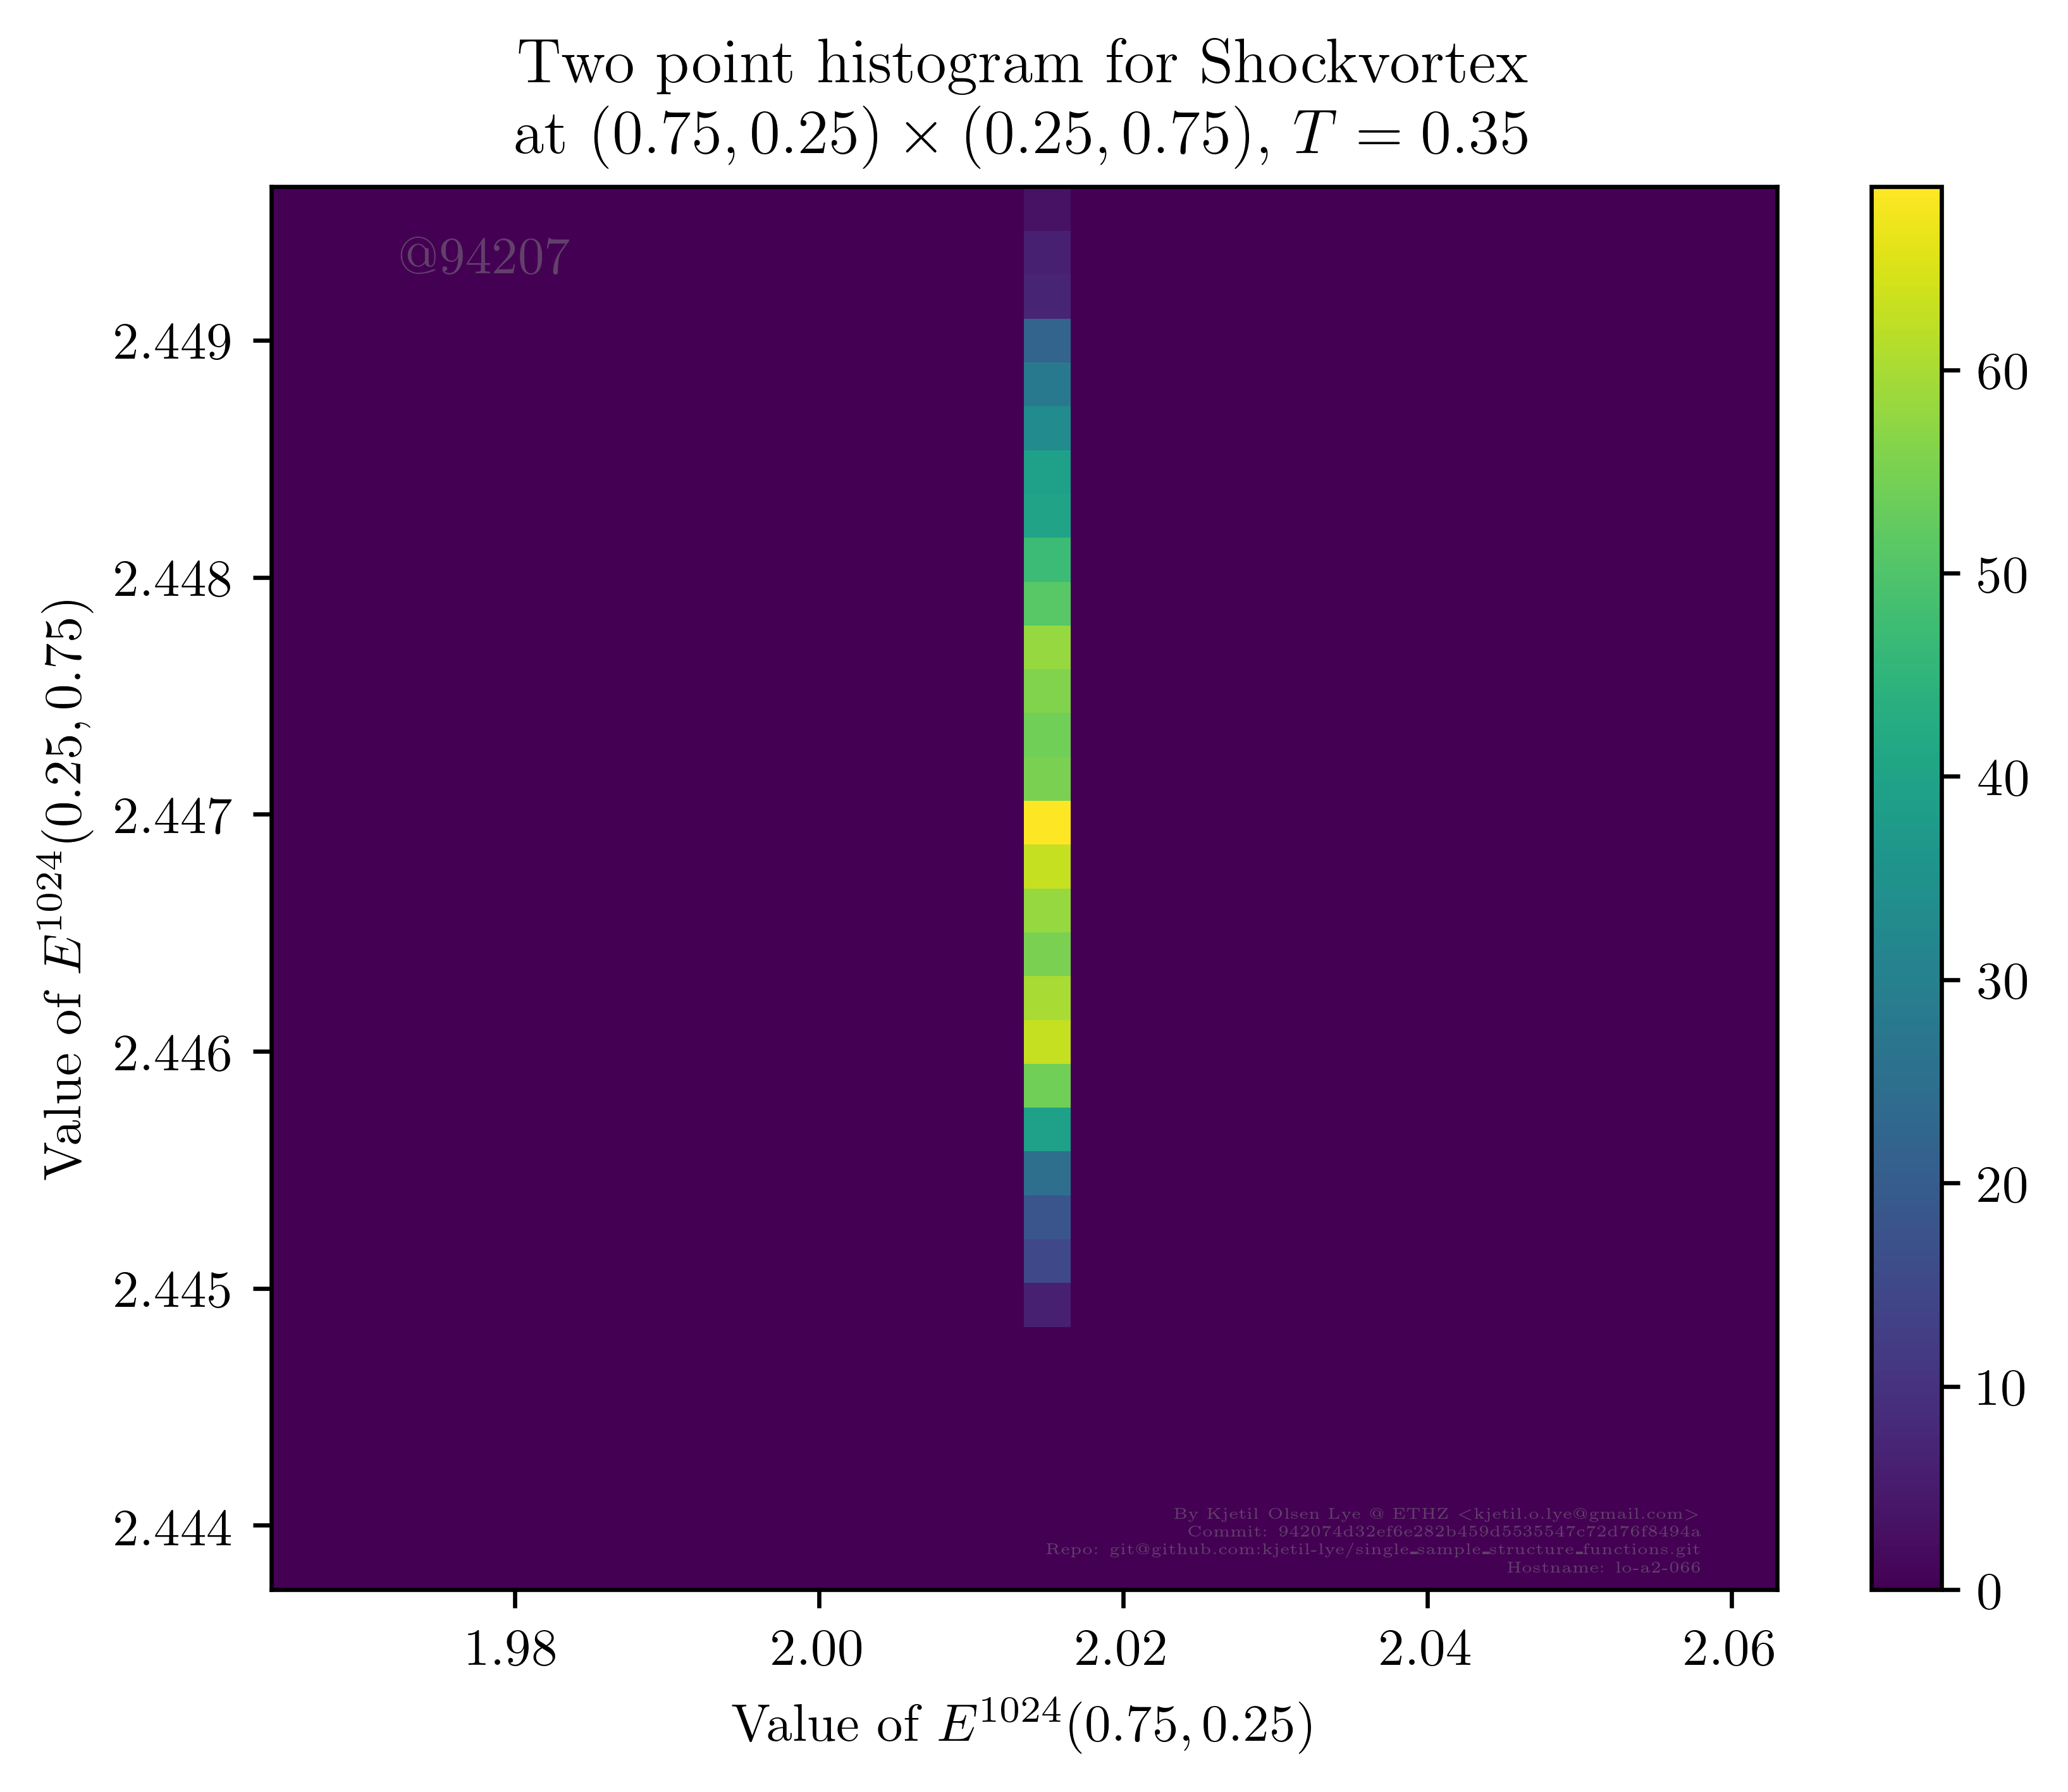 Two point histogram for Shockvortex
at (0.75, 0.25) × (0.25, 0.75), T = 0.35
@94207
2.449
2.448
2.447
2.446
2.445
2.444
Value of E^1024(0.25, 0.75)
60
50
40
30
20
10
0
By Kjetil Olsen Lye @ ETHZ <kjetil.o.lye@gmail.com>
Commit: 942074d32ef6e282b459d5535547c72d76f8494a
Repo: git@github.com:kjetil-lye/single_sample_structure_functions.git
Hostname: lo-a2-066
1.98 2.00 2.02 2.04 2.06
Value of E^1024(0.75, 0.25)